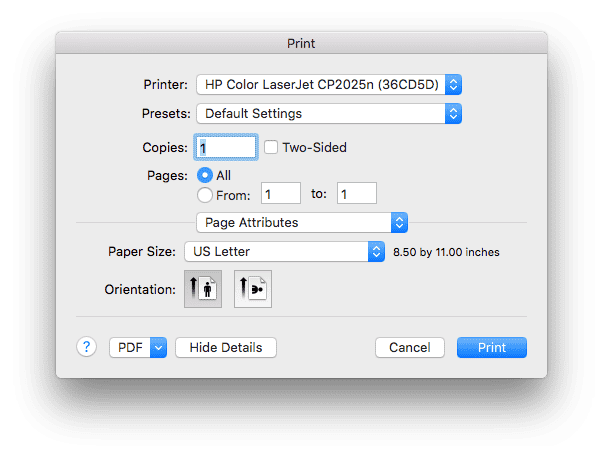 Print
Printer: HP Color LaserJet CP2025n (36CD5D)
Presets: Default Settings
Copies: 1 Two-Sided
Pages: All
From: 1 to: 1
Page Attributes
Paper Size: US Letter 8.50 by 11.00 inches
Orientation:
? PDF Hide Details Cancel Print